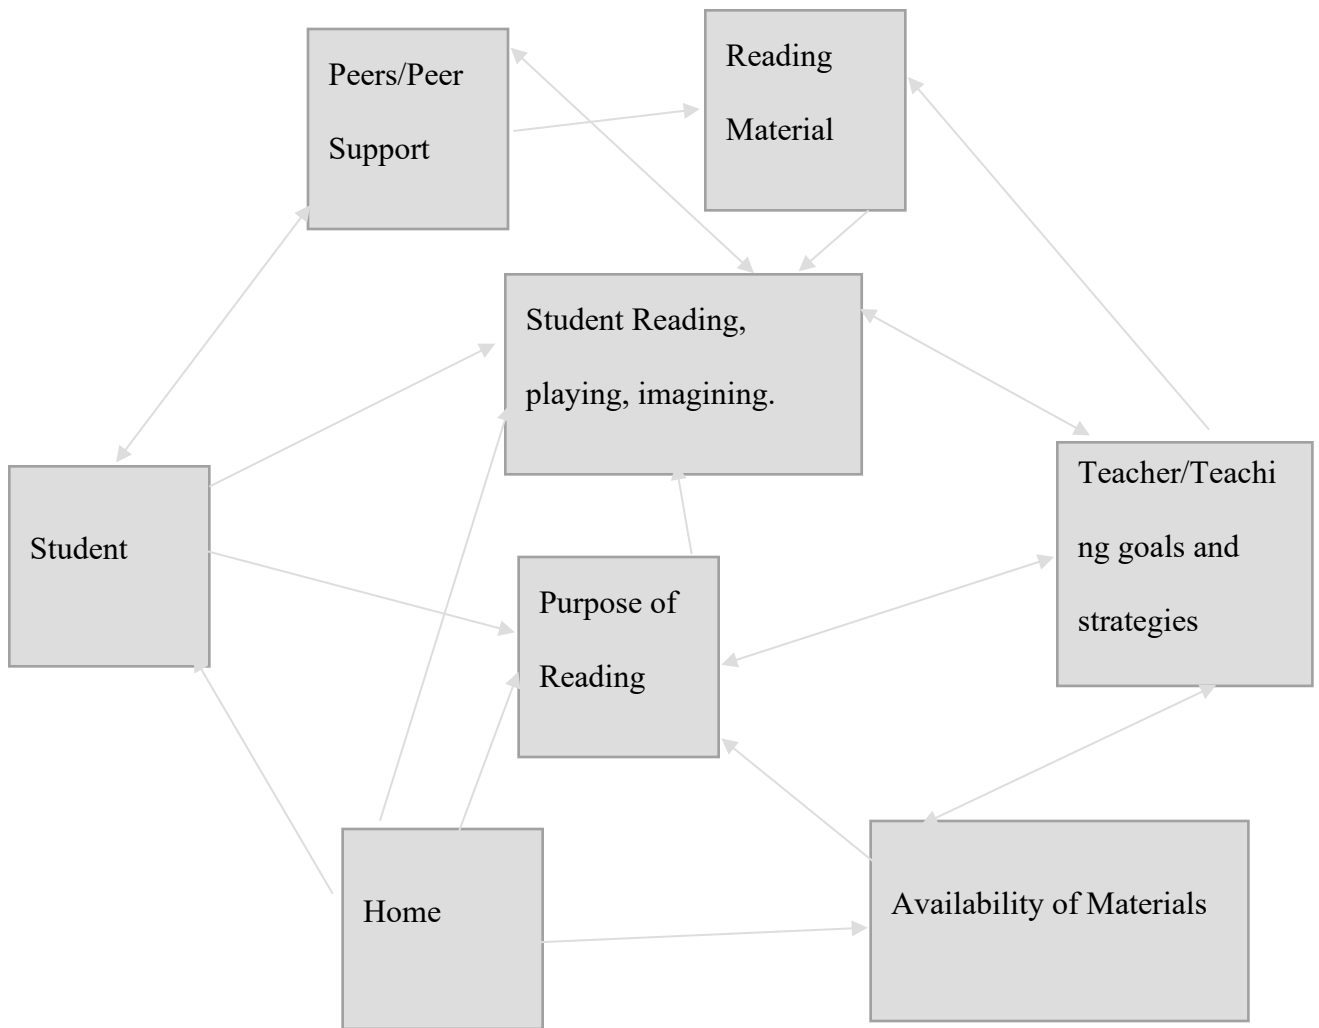 Peers/Peer
Support
Reading
Material
Student Reading,
playing, imagining.
Student
Teacher/Teachi
ng goals and
strategies
Purpose of
Reading
Home
Availability of Materials